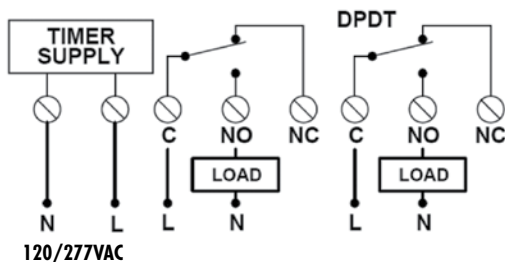 DPDT
TIMER
SUPPLY
C NO NC C NO NC
LOAD LOAD
N L L N L N
120/277VAC